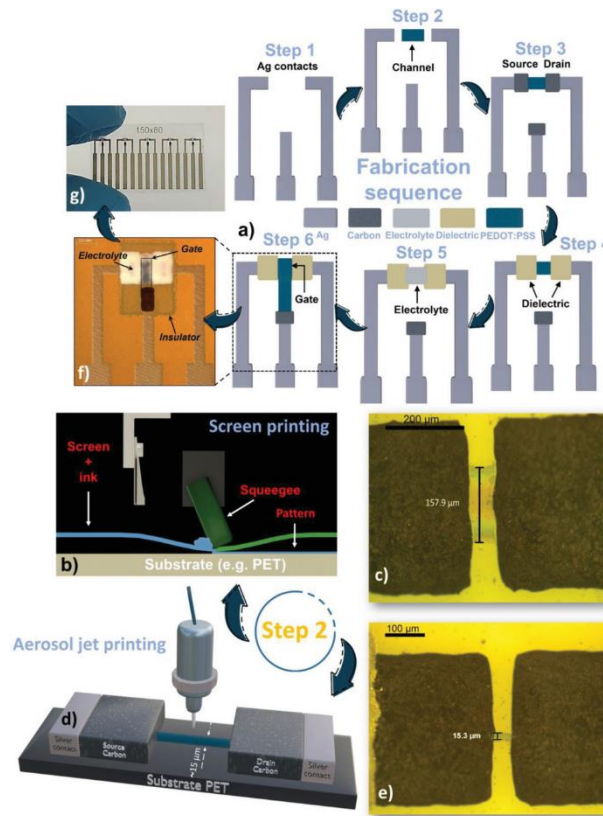 Step 1
Ag contacts
Step 2
Channel
Step 3
Source Drain
150x80
g)
Fabrication
sequence
a)
Ag
Carbon
Electrolyte
Dielectric
PEDOT:PSS
Step 6
Gate
Step 5
Electrolyte
Step 4
Dielectric
Electrolyte
Gate
Insulator
f)
Screen printing
Screen
+
ink
Squeegee
Pattern
b)
Substrate (e.g. PET)
200 µm
157.9 µm
c)
Aerosol jet printing
Step 2
d)
Silver
contact
Source
Carbon
~15 µm
Drain
Carbon
Silver
contact
Substrate PET
100 µm
15.3 µm
e)